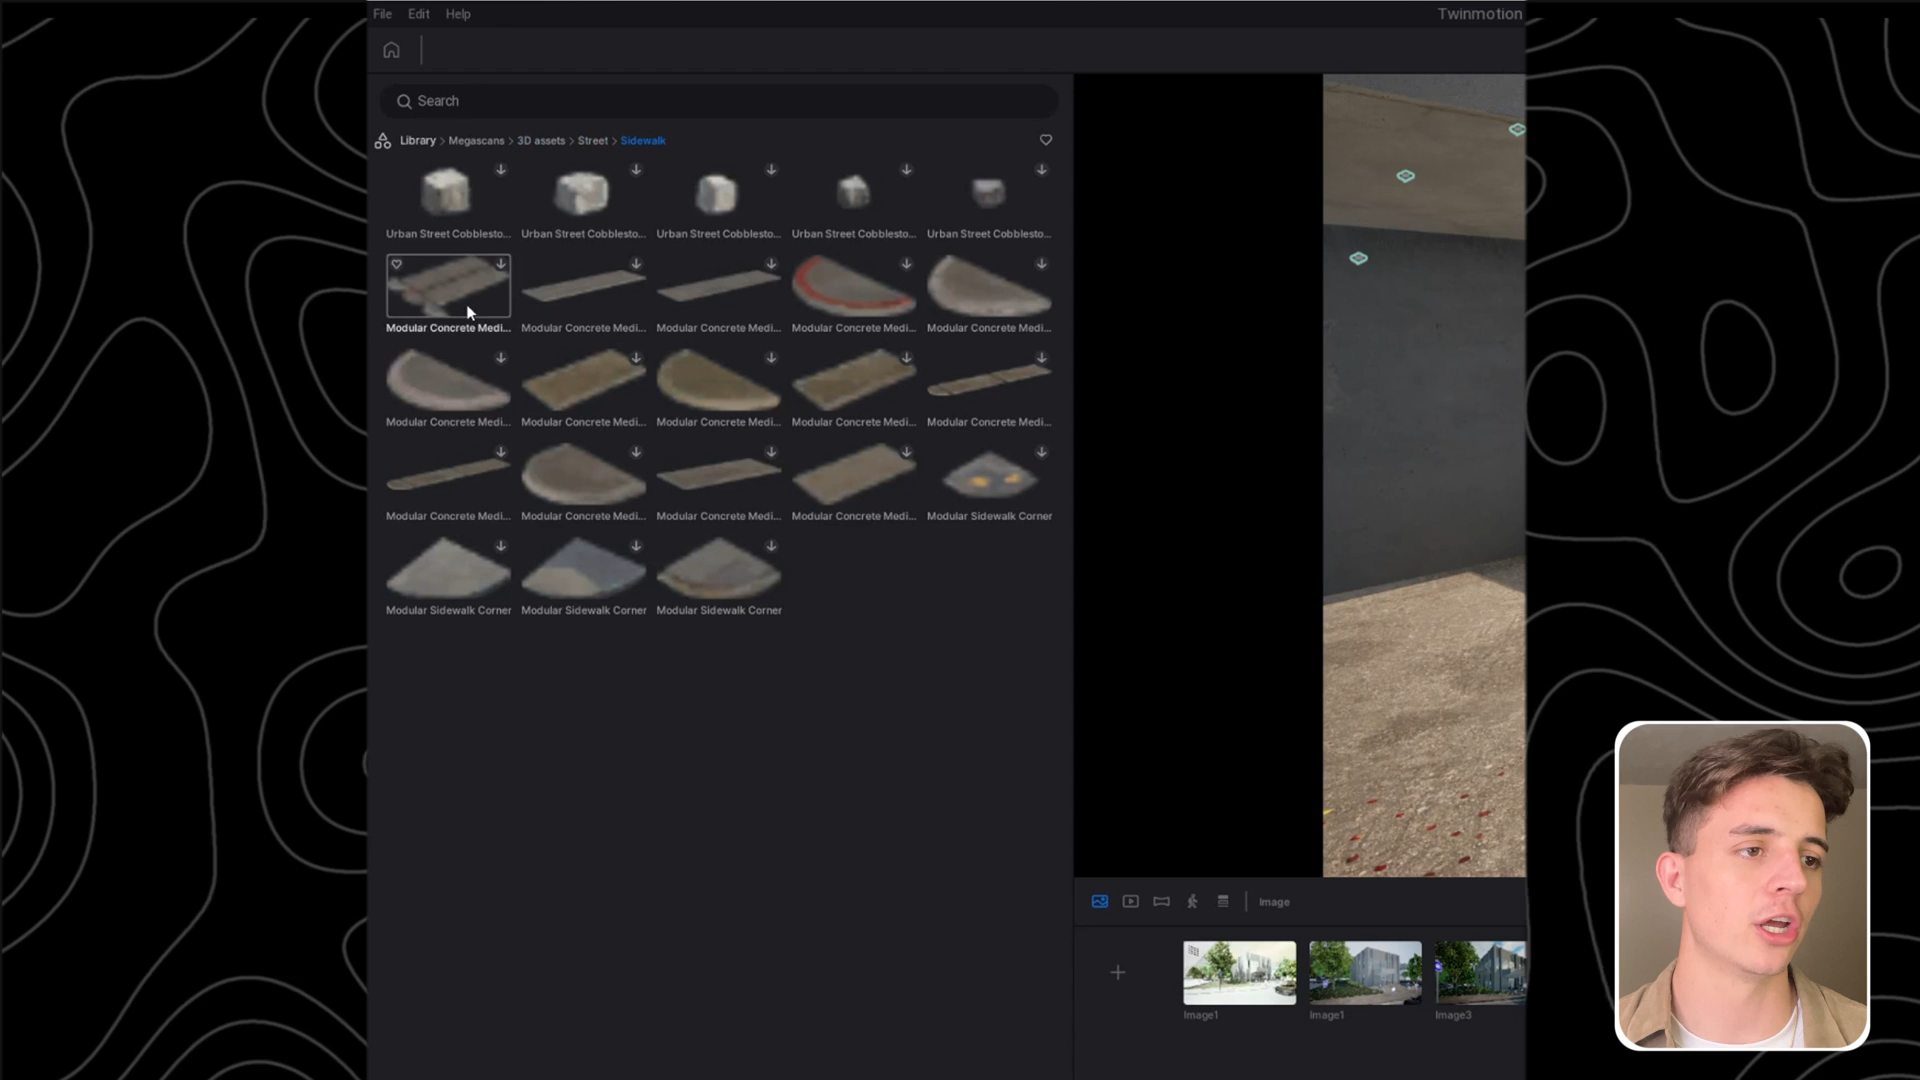 File Edit Help
Twinmotion
Search
Library > Megascans > 3D assets > Street > Sidewalk
Urban Street Cobblesto... Urban Street Cobblesto... Urban Street Cobblesto... Urban Street Cobblesto... Urban Street Cobblesto...
Modular Concrete Medi... Modular Concrete Medi... Modular Concrete Medi... Modular Concrete Medi... Modular Concrete Medi...
Modular Concrete Medi... Modular Concrete Medi... Modular Concrete Medi... Modular Concrete Medi... Modular Concrete Medi...
Modular Concrete Medi... Modular Concrete Medi... Modular Concrete Medi... Modular Concrete Medi... Modular Sidewalk Corner
Modular Sidewalk Corner Modular Sidewalk Corner Modular Sidewalk Corner
Image
Image1 Image1 Image3